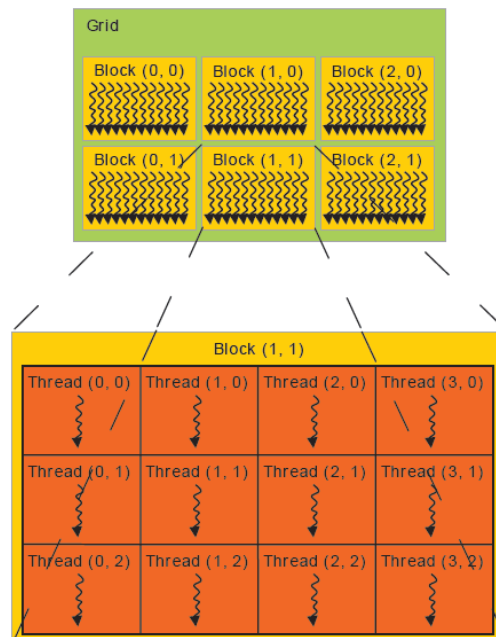 Grid
Block (0, 0) Block (1, 0) Block (2, 0)
Block (0, 1) Block (1, 1) Block (2, 1)
Block (1, 1)
Thread (0, 0) Thread (1, 0) Thread (2, 0) Thread (3, 0)
Thread (0, 1) Thread (1, 1) Thread (2, 1) Thread (3, 1)
Thread (0, 2) Thread (1, 2) Thread (2, 2) Thread (3, 2)